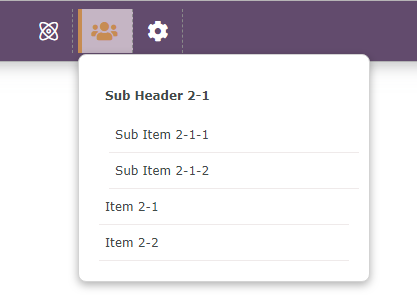 Sub Header 2-1
Sub Item 2-1-1
Sub Item 2-1-2
Item 2-1
Item 2-2